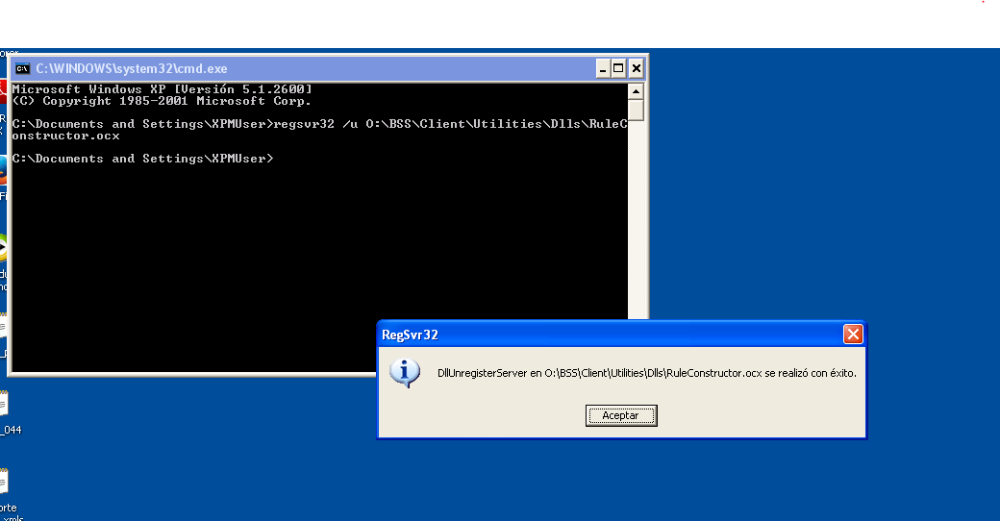 orer
C:\WINDOWS\system32\cmd.exe
Microsoft Windows XP [Versión 5.1.2600]
(C) Copyright 1985-2001 Microsoft Corp.
C:\Documents and Settings\XPMUser>regsvr32 /u O:\BSS\Client\Utilities\Dlls\RuleC
onstructor.ocx
C:\Documents and Settings\XPMUser>
RegSvr32
DllUnregisterServer en O:\BSS\Client\Utilities\Dlls\RuleConstructor.ocx se realizó con éxito.
Aceptar
_044
orte
_xmls